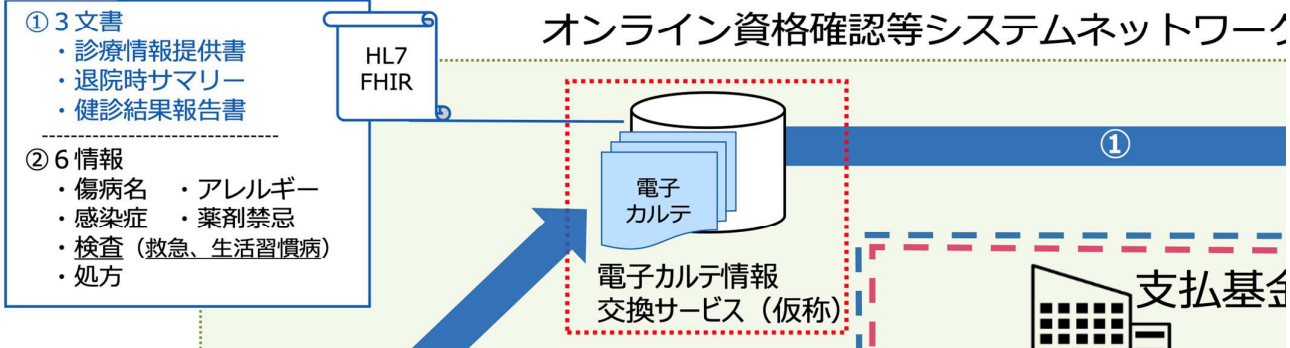 ①３文書
・診療情報提供書
・退院時サマリー
・健診結果報告書
②６情報
・傷病名 ・アレルギー
・感染症 ・薬剤禁忌
・検査（救急、生活習慣病）
・処方
HL7
FHIR
オンライン資格確認等システムネットワーク
①
電子
カルテ
電子カルテ情報
交換サービス（仮称）
支払基金